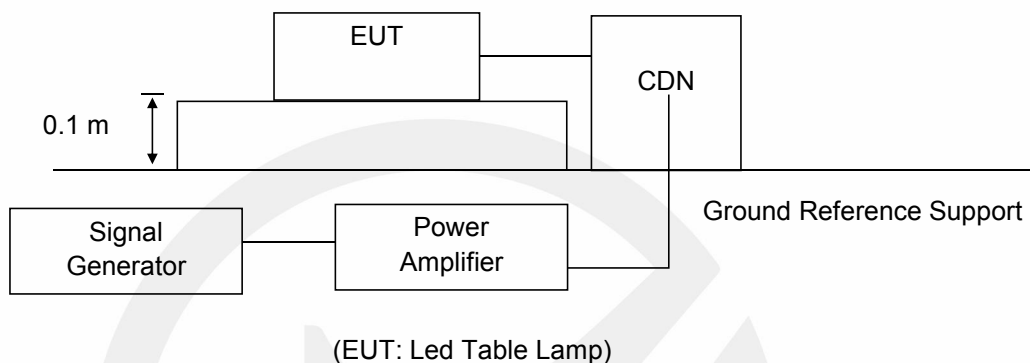 EUT
CDN
0.1 m
Ground Reference Support
Signal
Generator
Power
Amplifier
(EUT: Led Table Lamp)